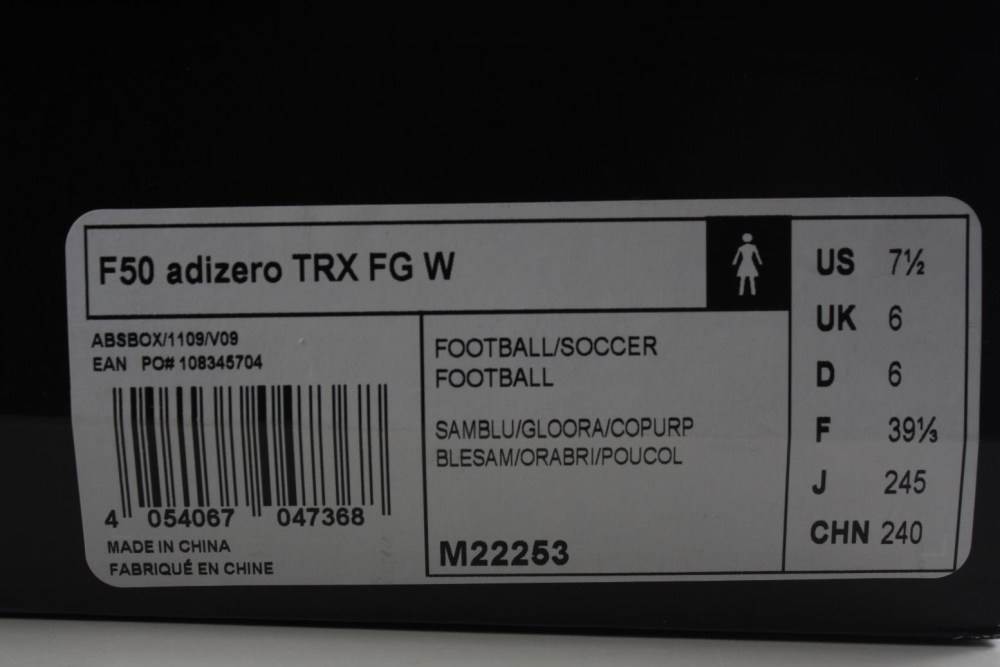 F50 adizero TRX FG W
ABSBOX/1109/V09
EAN PO# 108345704
4 054067 047368
MADE IN CHINA
FABRIQUÉ EN CHINE
FOOTBALL/SOCCER
FOOTBALL
SAMBLU/GLOORA/COPURP
BLESAM/ORABRI/POUCOL
M22253
US 7½
UK 6
D 6
F 39⅓
J 245
CHN 240